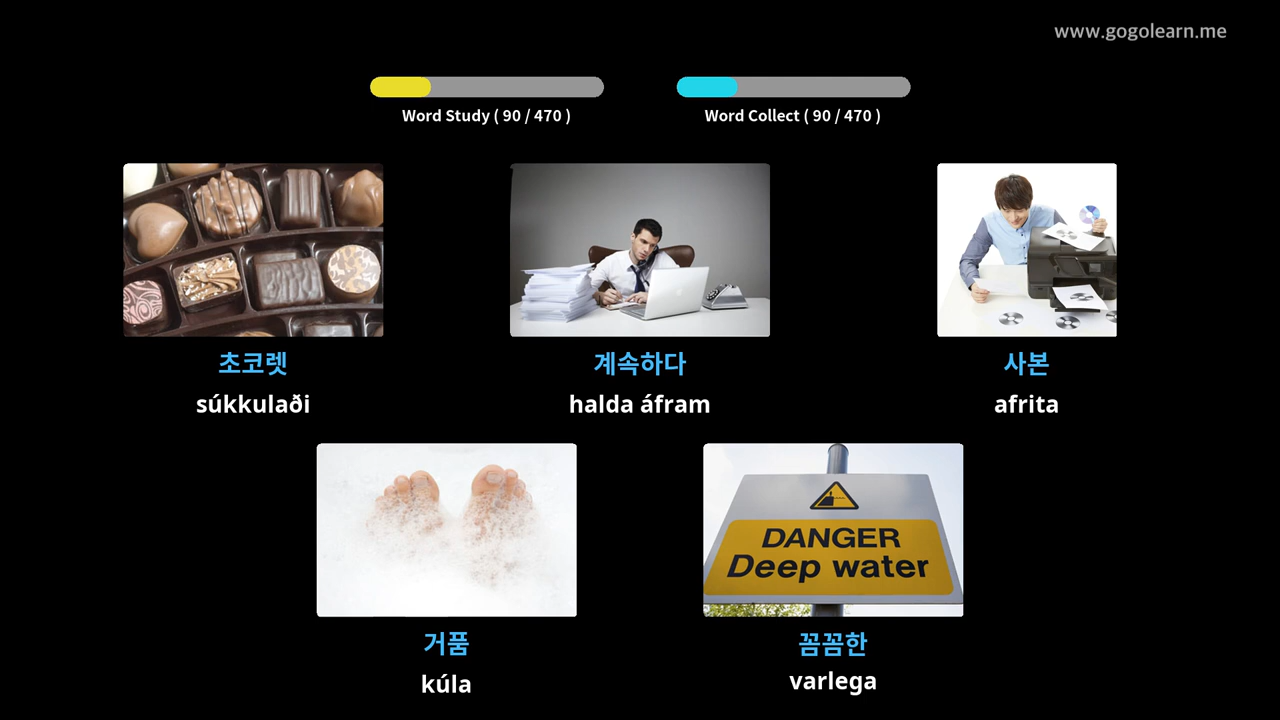 www.gogolearn.me
Word Study ( 90 / 470 )
Word Collect ( 90 / 470 )
초코렛
계속하다
사본
súkkulaði
halda áfram
afrita
DANGER
Deep water
거품
꼼꼼한
kúla
varlega